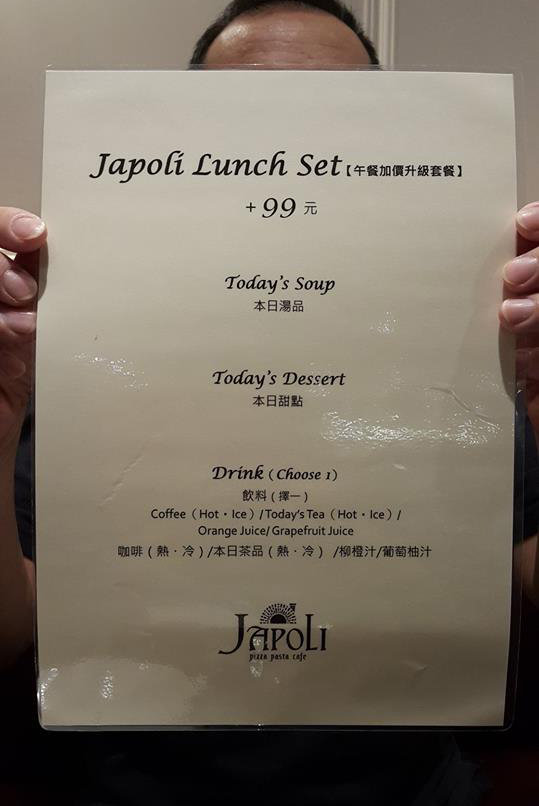 Japoli Lunch Set【午餐加價升級套餐】
+ 99 元
Today's Soup
本日湯品
Today's Dessert
本日甜點
Drink（Choose 1）
飲料（擇一）
Coffee（Hot・Ice）/Today's Tea（Hot・Ice）/
Orange Juice/ Grapefruit Juice
咖啡（熱・冷）/本日茶品（熱・冷） /柳橙汁/葡萄柚汁
JAPOLI
pizza pasta cafe